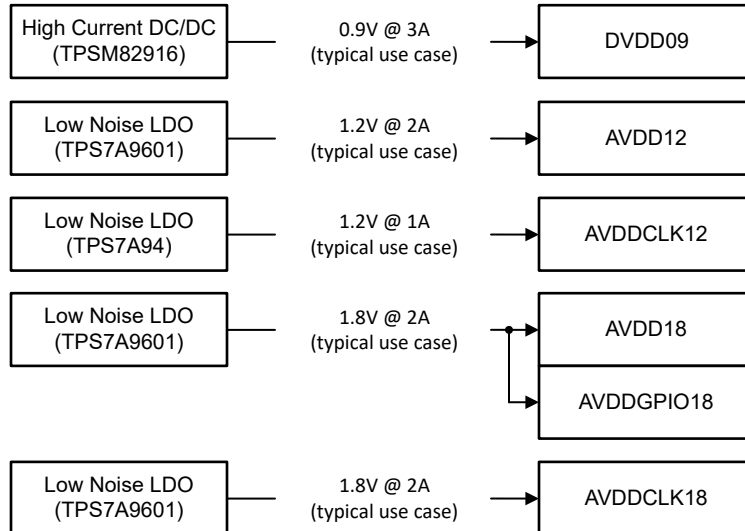 High Current DC/DC
(TPSM82916)
0.9V @ 3A
(typical use case)
DVDD09
Low Noise LDO
(TPS7A9601)
1.2V @ 2A
(typical use case)
AVDD12
Low Noise LDO
(TPS7A94)
1.2V @ 1A
(typical use case)
AVDDCLK12
Low Noise LDO
(TPS7A9601)
1.8V @ 2A
(typical use case)
AVDD18
AVDDGPIO18
Low Noise LDO
(TPS7A9601)
1.8V @ 2A
(typical use case)
AVDDCLK18